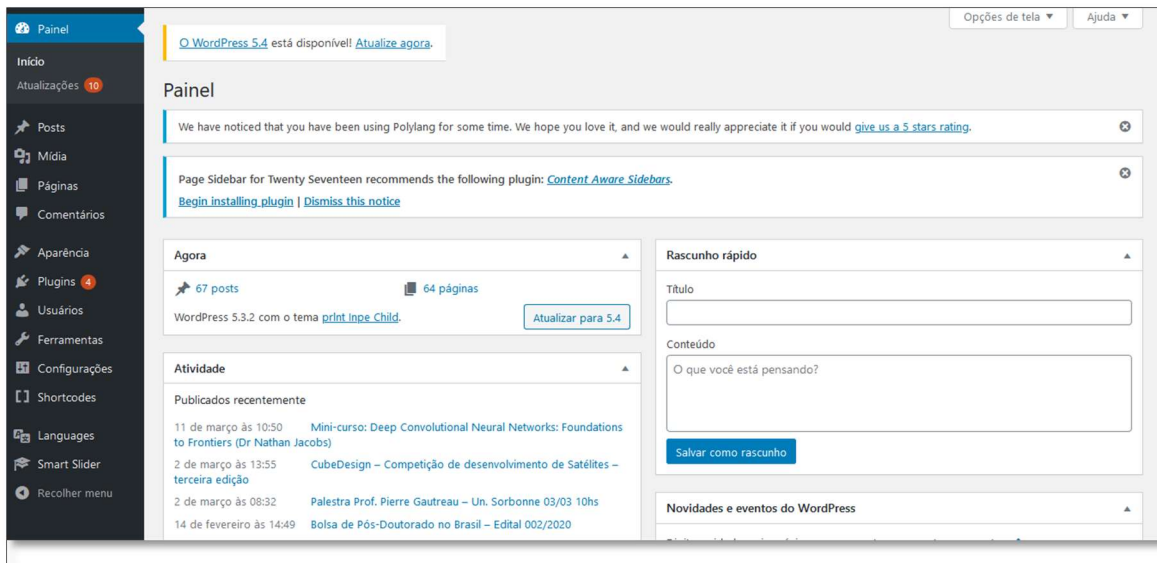 Painel
Início
Atualizações 10
Posts
Mídia
Páginas
Comentários
Aparência
Plugins 4
Usuários
Ferramentas
Configurações
Shortcodes
Languages
Smart Slider
Recolher menu
Opções de tela
Ajuda
O WordPress 5.4 está disponível! Atualize agora.
Painel
We have noticed that you have been using Polylang for some time. We hope you love it, and we would really appreciate it if you would give us a 5 stars rating.
Page Sidebar for Twenty Seventeen recommends the following plugin: Content Aware Sidebars.
Begin installing plugin | Dismiss this notice
Agora
67 posts
64 páginas
WordPress 5.3.2 com o tema prInt Inpe Child.
Atualizar para 5.4
Atividade
Publicados recentemente
11 de março às 10:50 Mini-curso: Deep Convolutional Neural Networks: Foundations
to Frontiers (Dr Nathan Jacobs)
2 de março às 13:55 CubeDesign – Competição de desenvolvimento de Satélites –
terceira edição
2 de março às 08:32 Palestra Prof. Pierre Gautreau – Un. Sorbonne 03/03 10hs
14 de fevereiro às 14:49 Bolsa de Pós-Doutorado no Brasil – Edital 002/2020
Rascunho rápido
Título
Conteúdo
O que você está pensando?
Salvar como rascunho
Novidades e eventos do WordPress